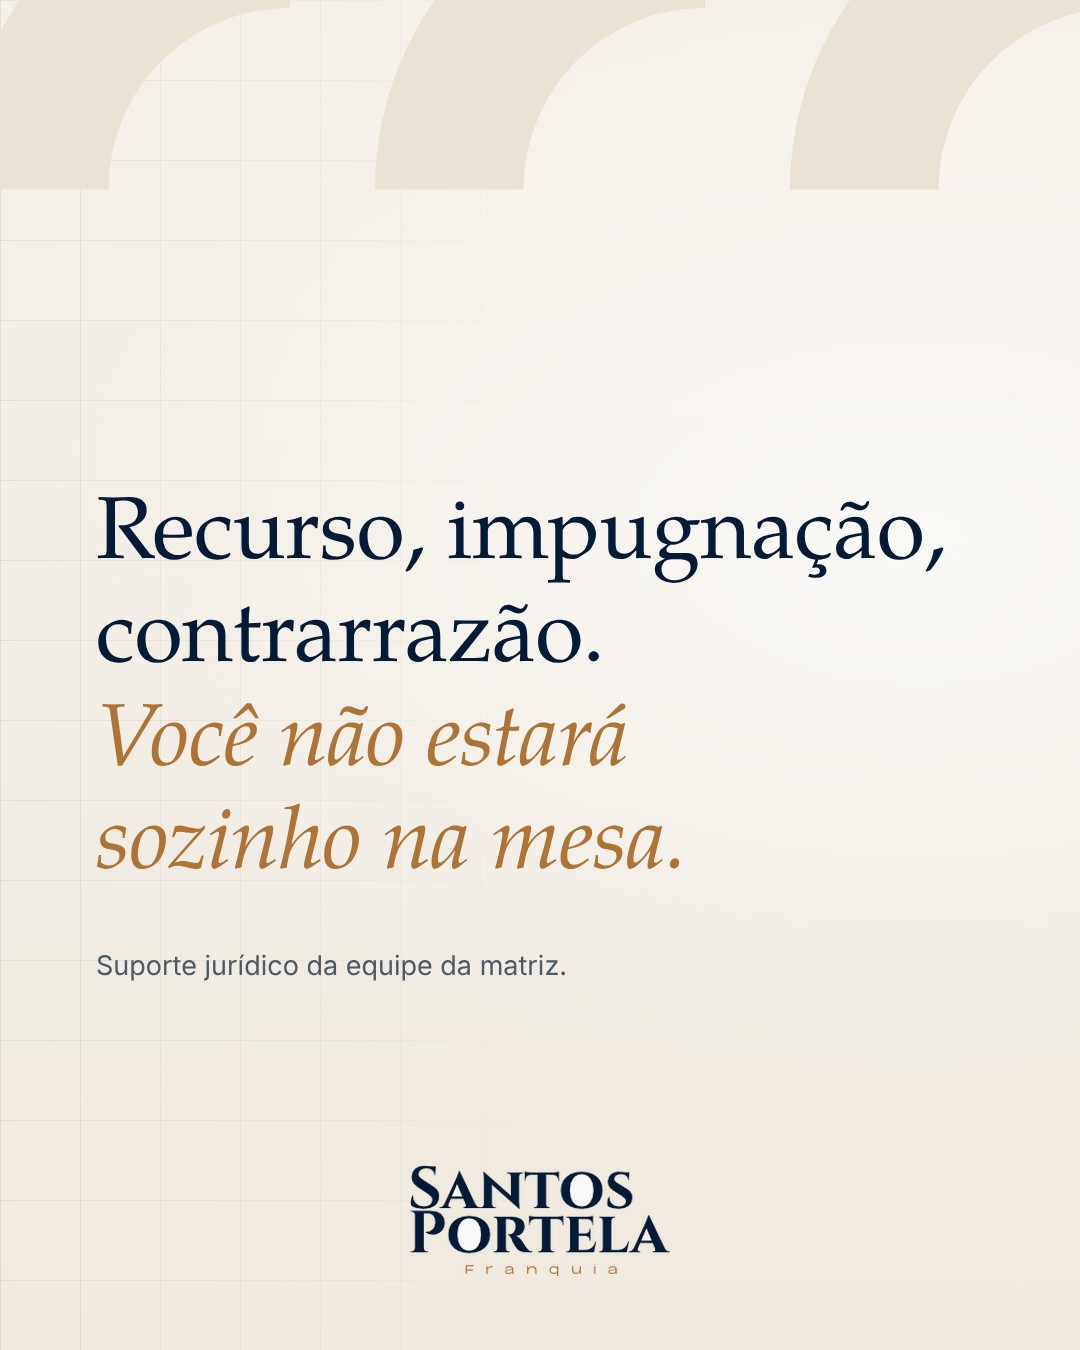 Recurso, impugnação,
contrarrazão.
Você não estará
sozinho na mesa.
Suporte jurídico da equipe da matriz.
SANTOS
PORTELA
Franquia